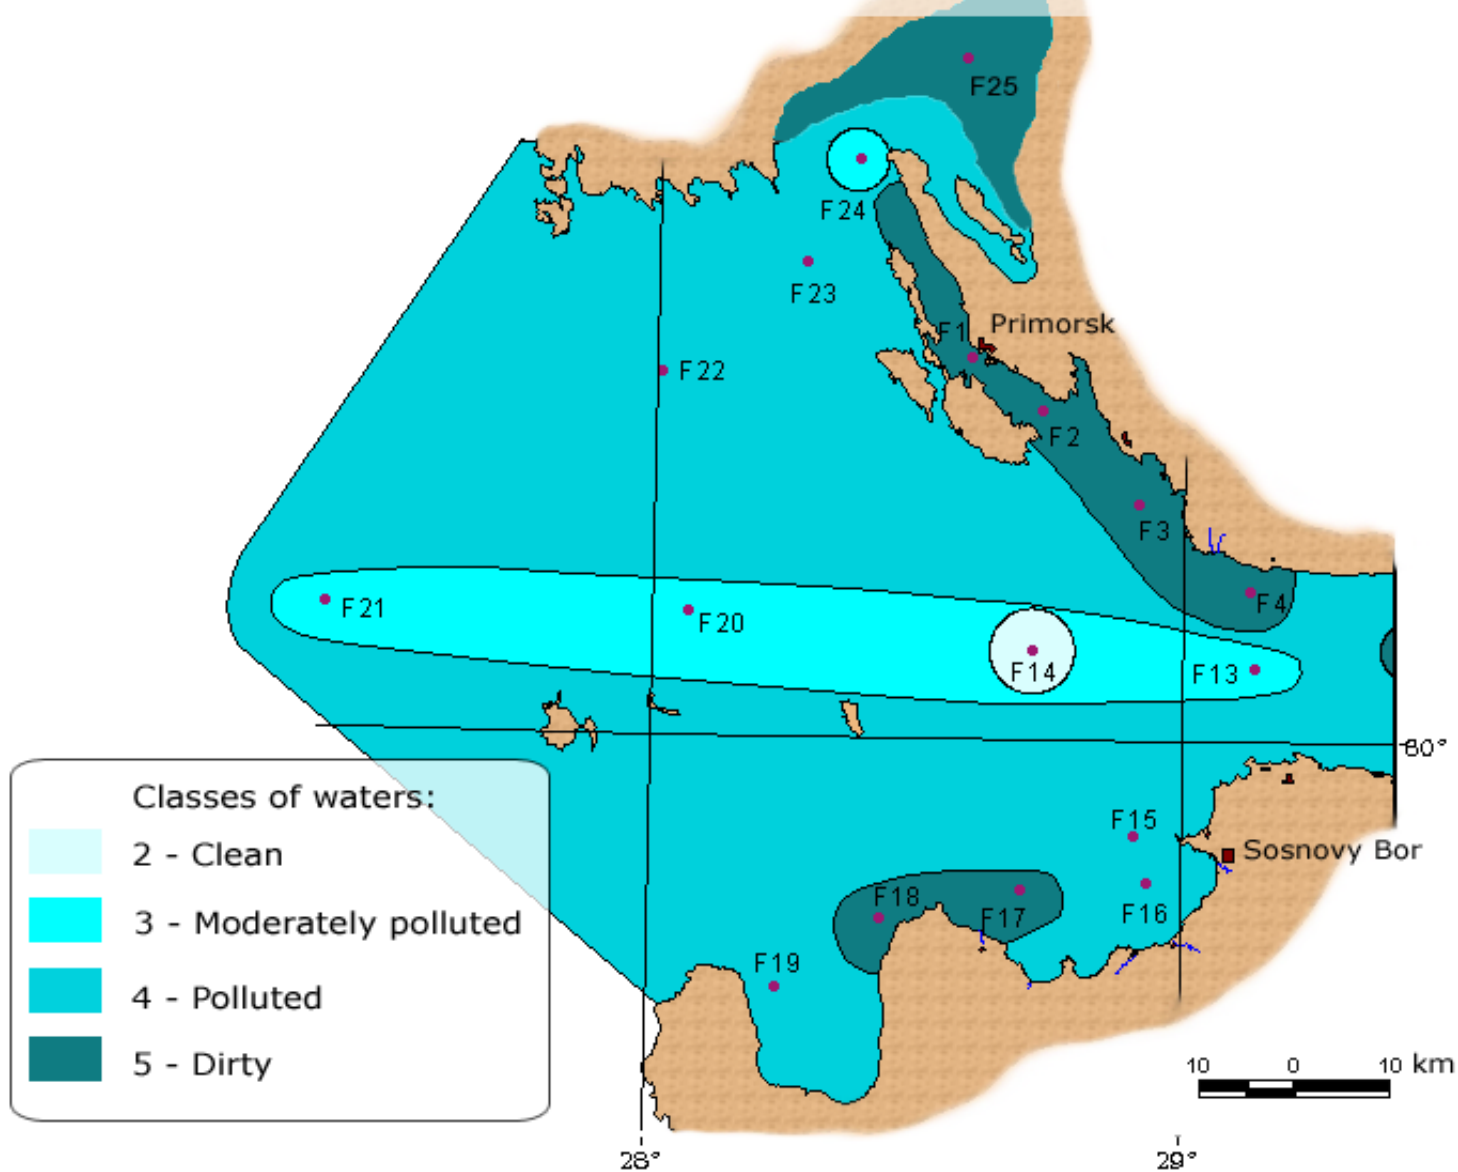 F25
F24
F23
F1
Primorsk
F22
F2
F3
F4
F21
F20
F14
F13
60°
Classes of waters:
2 - Clean
3 - Moderately polluted
4 - Polluted
5 - Dirty
F15
Sosnovy Bor
F18
F17
F16
F19
10 0 10 km
28°
29°